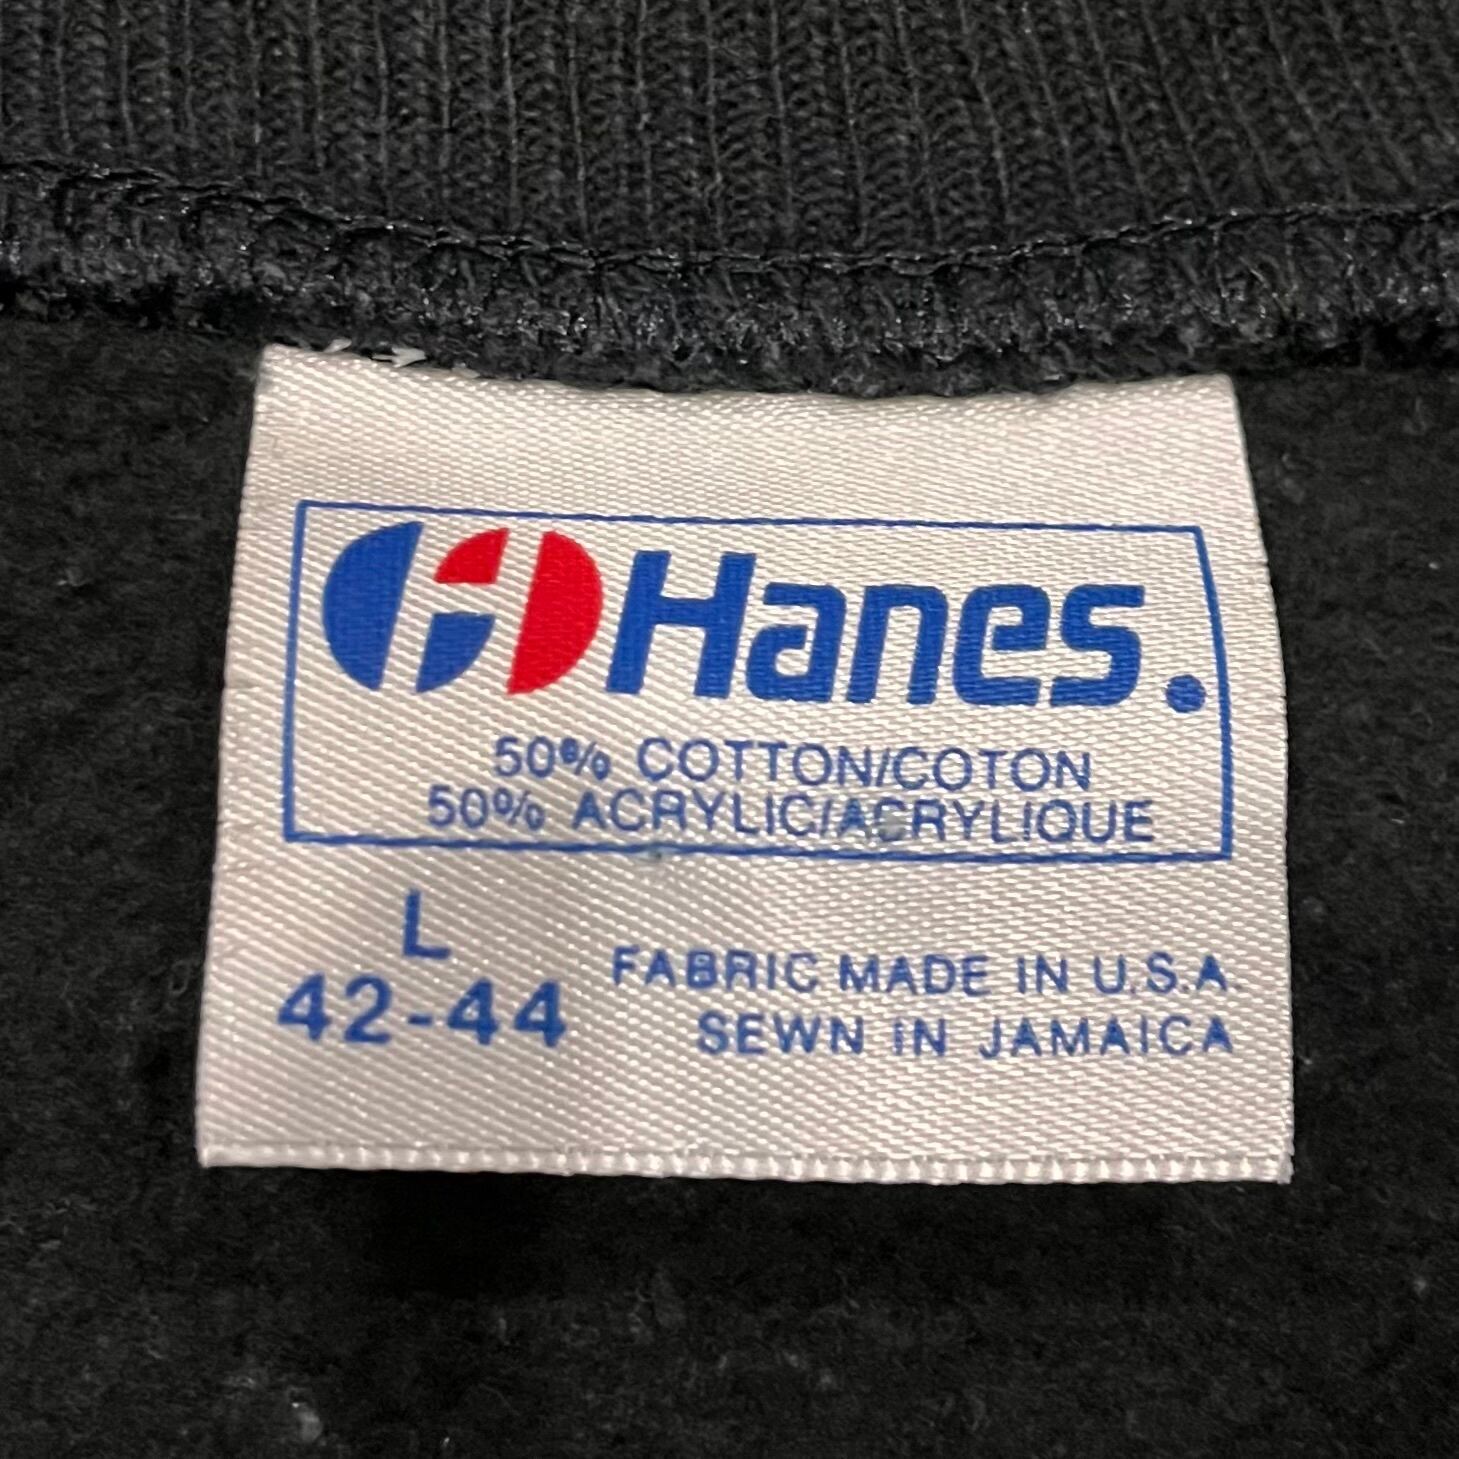 Hanes.
50% COTTON/COTON
50% ACRYLIC/ACRYLIQUE
L
42-44
FABRIC MADE IN U.S.A.
SEWN IN JAMAICA